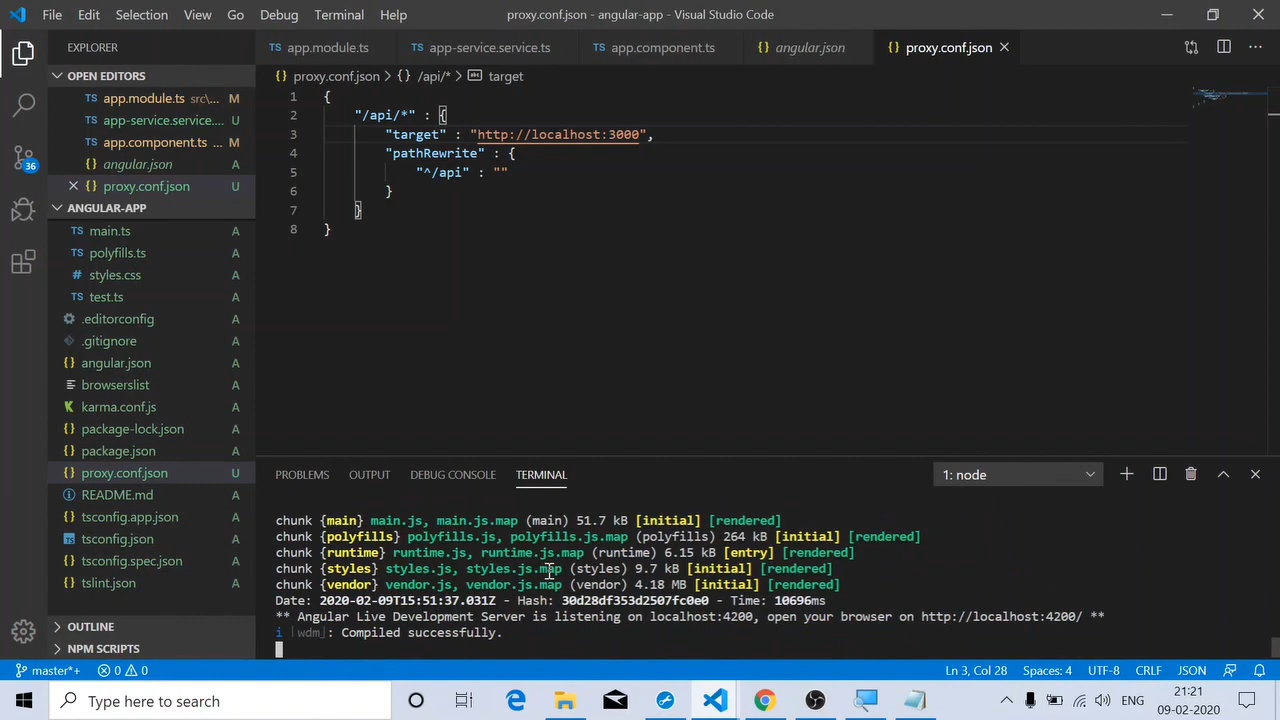 File Edit Selection View Go Debug Terminal Help proxy.conf.json - angular-app - Visual Studio Code
EXPLORER
TS app.module.ts TS app-service.service.ts TS app.component.ts {} angular.json {} proxy.conf.json
OPEN EDITORS
TS app.module.ts src\... M
TS app-service.service.... U
TS app.component.ts M
{} angular.json A
{} proxy.conf.json U
ANGULAR-APP
TS main.ts A
TS polyfills.ts A
# styles.css A
TS test.ts A
.editorconfig A
.gitignore A
{} angular.json A
browserslist A
karma.conf.js A
{} package-lock.json A
{} package.json A
{} proxy.conf.json U
README.md A
{} tsconfig.app.json A
tsconfig.json A
{} tsconfig.spec.json A
{} tslint.json A
OUTLINE
NPM SCRIPTS
36
{} proxy.conf.json > {} /api/* > abc target
1 {
2 "/api/*" : {
3 "target" : "http://localhost:3000",
4 "pathRewrite" : {
5 "^/api" : ""
6 }
7 }
8 }
PROBLEMS OUTPUT DEBUG CONSOLE TERMINAL 1: node
chunk {main} main.js, main.js.map (main) 51.7 kB [initial] [rendered]
chunk {polyfills} polyfills.js, polyfills.js.map (polyfills) 264 kB [initial] [rendered]
chunk {runtime} runtime.js, runtime.js.map (runtime) 6.15 kB [entry] [rendered]
chunk {styles} styles.js, styles.js.map (styles) 9.7 kB [initial] [rendered]
chunk {vendor} vendor.js, vendor.js.map (vendor) 4.18 MB [initial] [rendered]
Date: 2020-02-09T15:51:37.031Z - Hash: 30d28df353d2507fc0e0 - Time: 10696ms
** Angular Live Development Server is listening on localhost:4200, open your browser on http://localhost:4200/ **
i ｢wdm｣: Compiled successfully.
master*+ 0 0 Ln 3, Col 28 Spaces: 4 UTF-8 CRLF JSON
Type here to search
ENG
21:21
09-02-2020